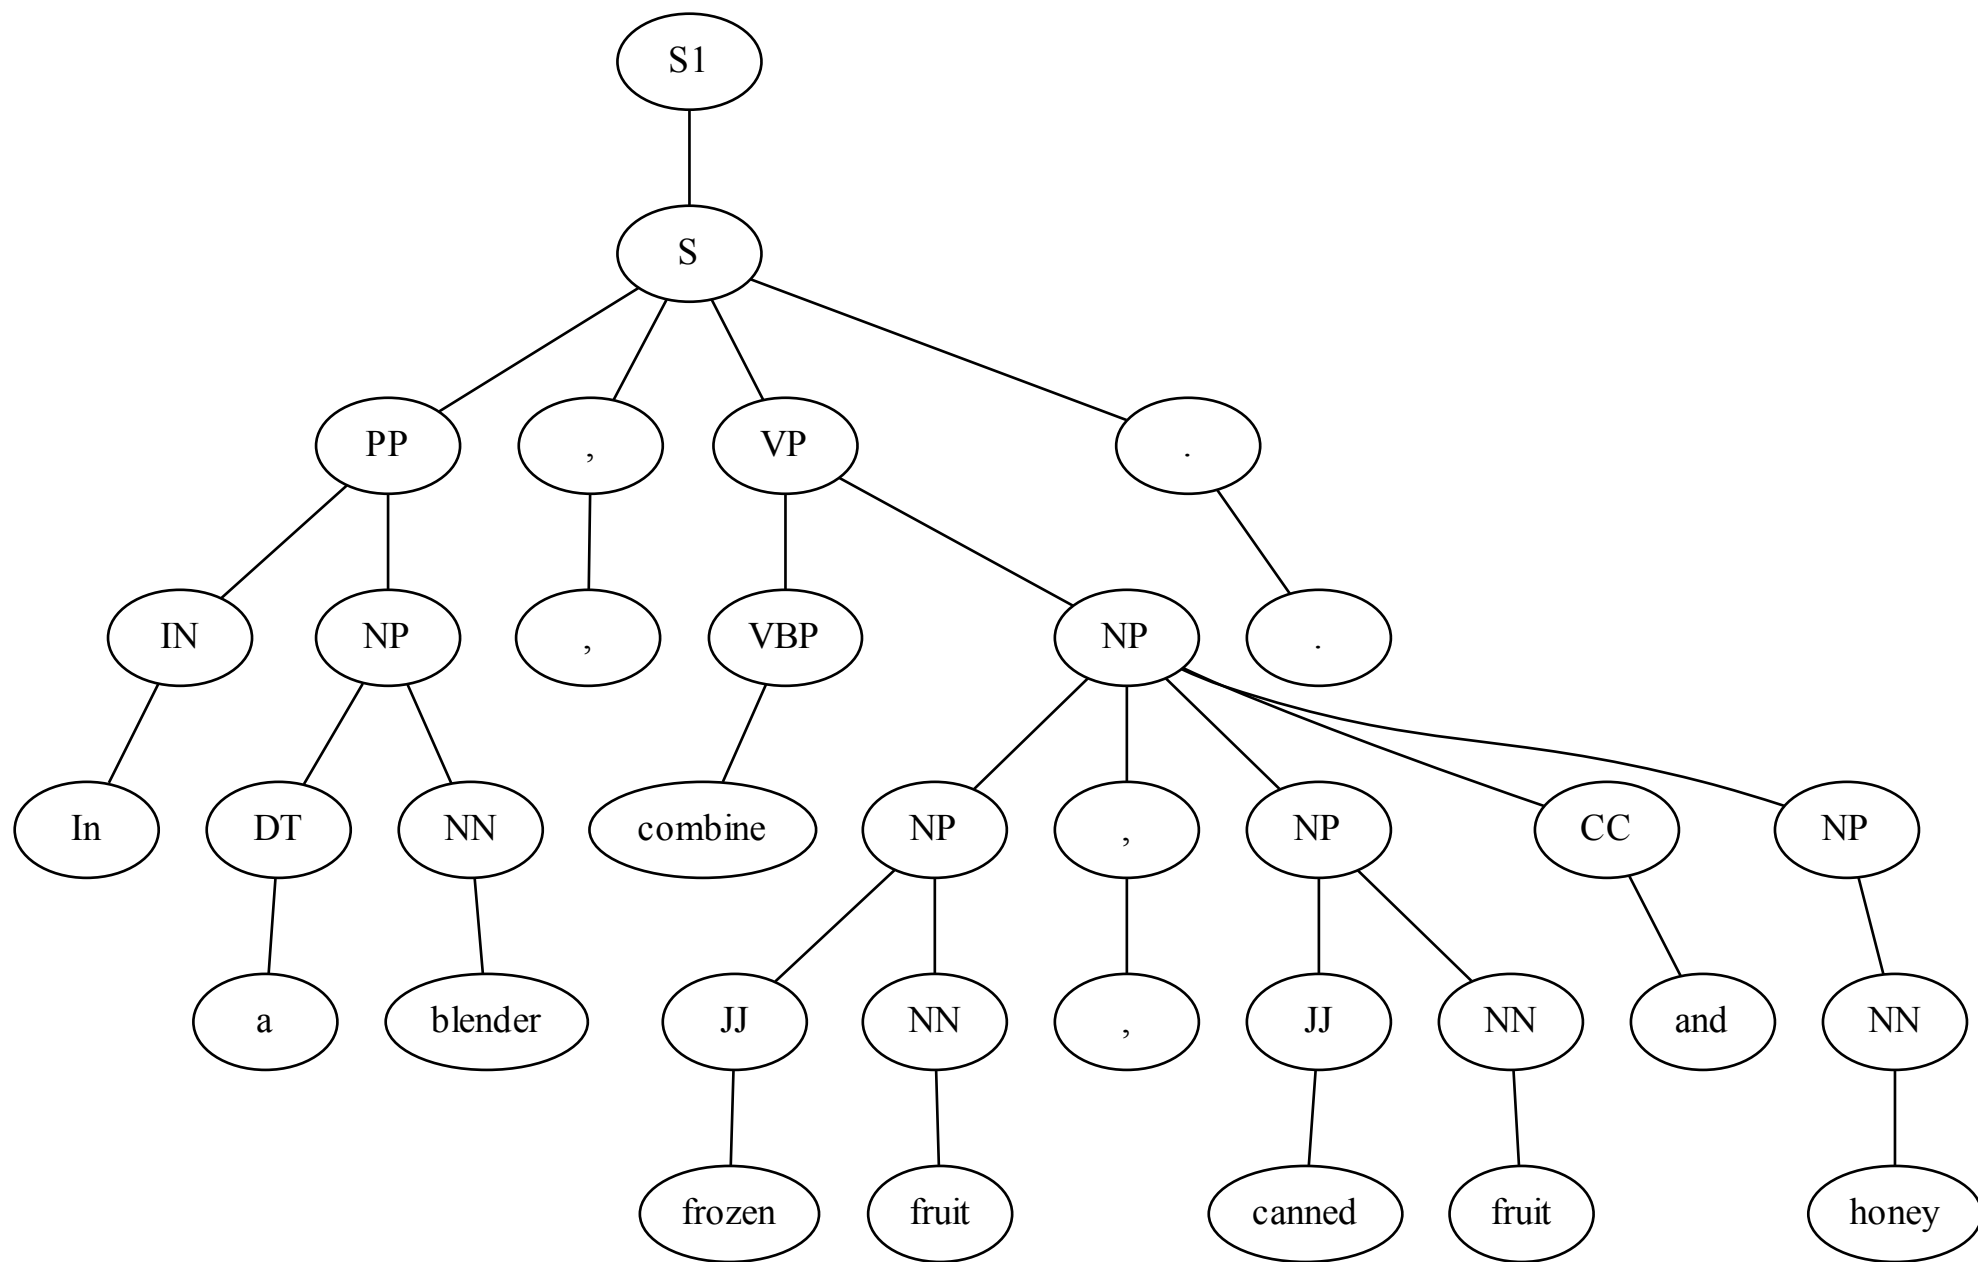 S1
S
PP , VP .
IN NP , VBP NP .
In DT NN combine NP , NP CC NP
a blender JJ NN , JJ NN and NN
frozen fruit canned fruit honey